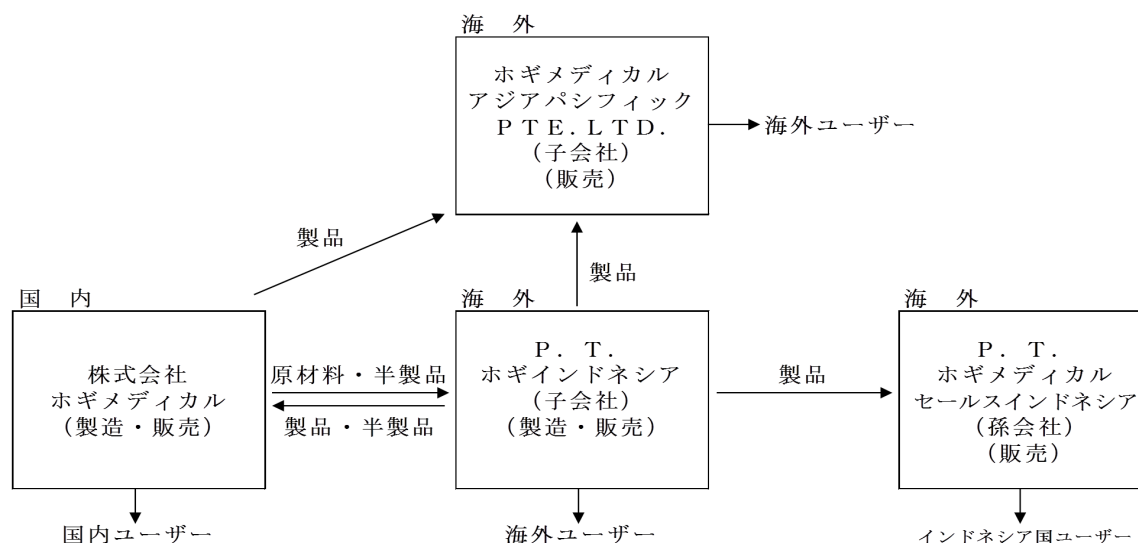 海 外
ホギメディカル
アジアパシフィック
ＰＴＥ.ＬＴＤ.
(子会社)
(販売)
海外ユーザー
製品
製品
国 内
株式会社
ホギメディカル
(製造・販売)
原材料・半製品
製品・半製品
海 外
Ｐ．Ｔ．
ホギインドネシア
(子会社)
(製造・販売)
製品
海 外
Ｐ．Ｔ．
ホギメディカル
セールスインドネシア
(孫会社)
(販売)
国内ユーザー
海外ユーザー
インドネシア国ユーザー